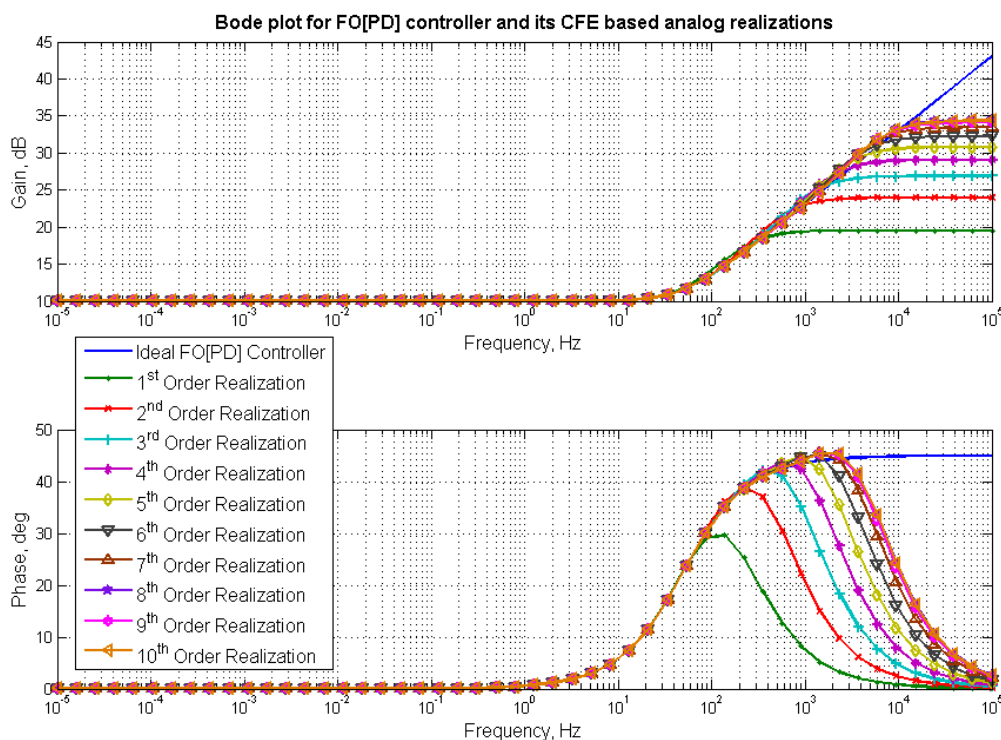 Bode plot for FO[PD] controller and its CFE based analog realizations
Gain, dB
45
40
35
30
25
20
15
10
10^-5 10^-4 10^-3 10^-2 10^-1 10^0 10^1 10^2 10^3 10^4 10^5
Frequency, Hz
Ideal FO[PD] Controller
1st Order Realization
2nd Order Realization
3rd Order Realization
4th Order Realization
5th Order Realization
6th Order Realization
7th Order Realization
8th Order Realization
9th Order Realization
10th Order Realization
Phase, deg
50
40
30
20
10
0
10^-5 10^-4 10^-3 10^-2 10^-1 10^0 10^1 10^2 10^3 10^4 10^5
Frequency, Hz